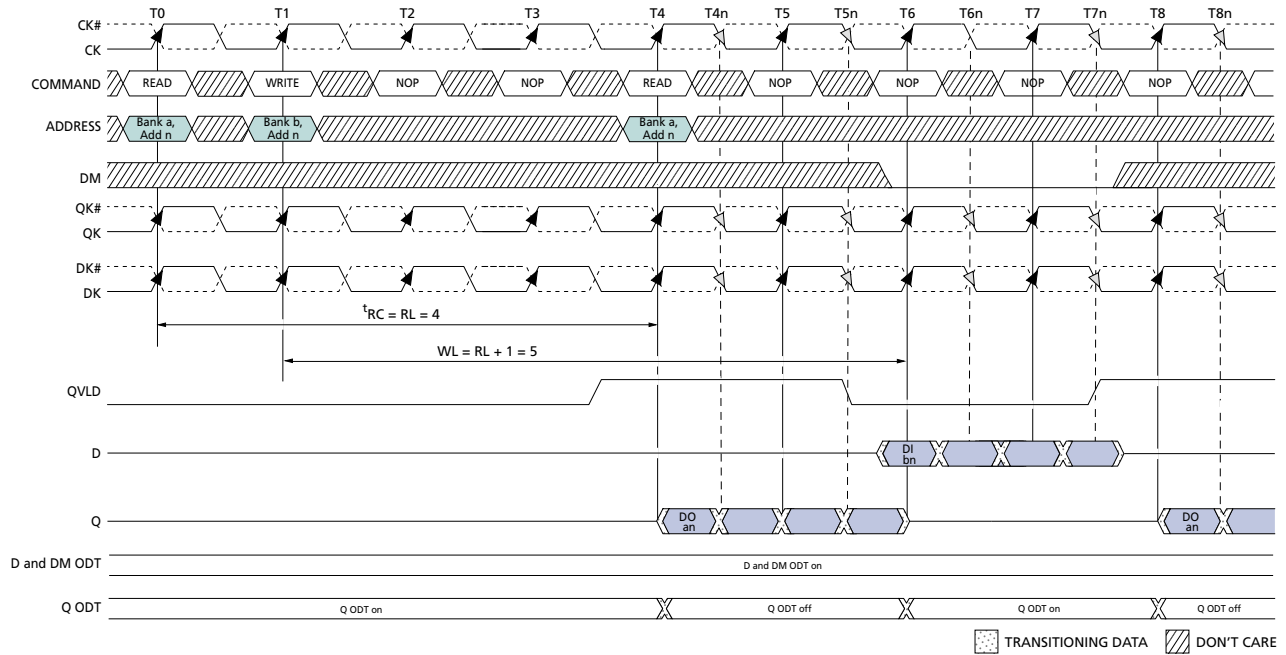 T0 T1 T2 T3 T4 T4n T5 T5n T6 T6n T7 T7n T8 T8n
CK#
CK
COMMAND READ WRITE NOP NOP READ NOP NOP NOP NOP
ADDRESS Bank a, Add n Bank b, Add n Bank a, Add n
DM
QK#
QK
DK#
DK
tRC = RL = 4
WL = RL + 1 = 5
QVLD
D DI bn
Q DO an DO an
D and DM ODT D and DM ODT on
Q ODT Q ODT on Q ODT off Q ODT on Q ODT off
TRANSITIONING DATA DON'T CARE